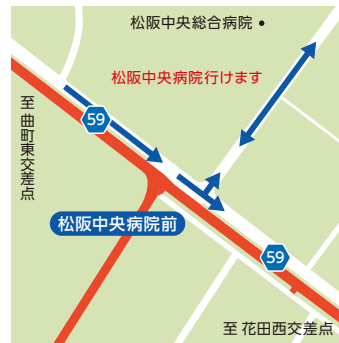 松阪中央総合病院
松阪中央病院行けます
至 曲町東交差点
59
松阪中央病院前
59
至 花田西交差点